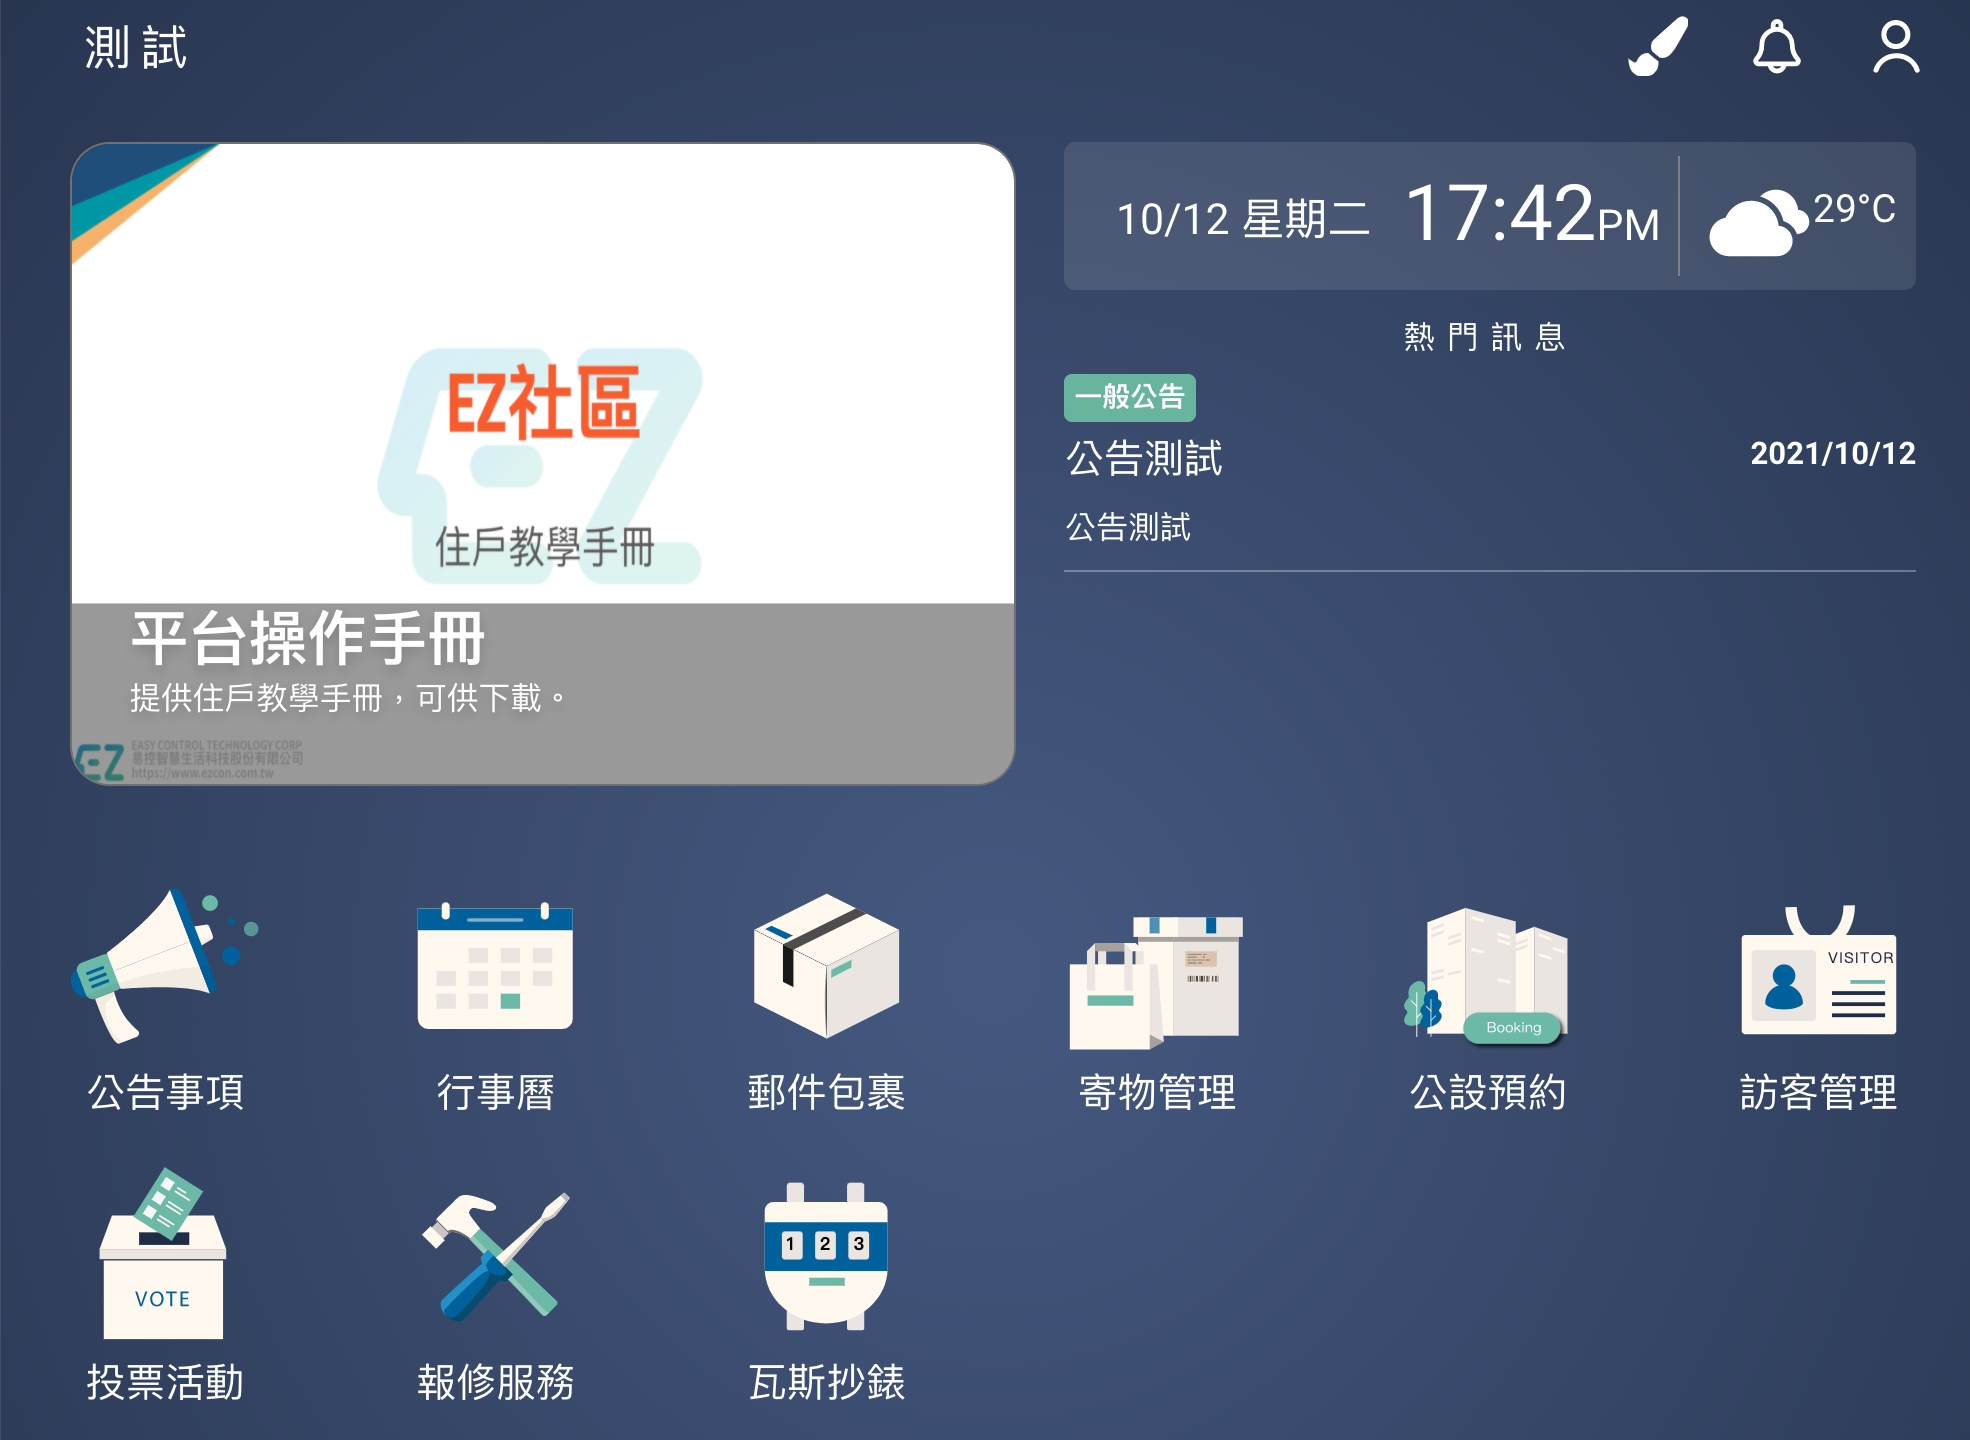 測試
EZ社區
住戶教學手冊
平台操作手冊
提供住戶教學手冊，可供下載。
EZ
EASY CONTROL TECHNOLOGY CORP
易控智慧生活科技股份有限公司
https://www.ezcon.com.tw
10/12 星期二 17:42PM 29°C
熱門訊息
一般公告
公告測試 2021/10/12
公告測試
Booking
VISITOR
公告事項 行事曆 郵件包裹 寄物管理 公設預約 訪客管理
VOTE
1 2 3
投票活動 報修服務 瓦斯抄錶